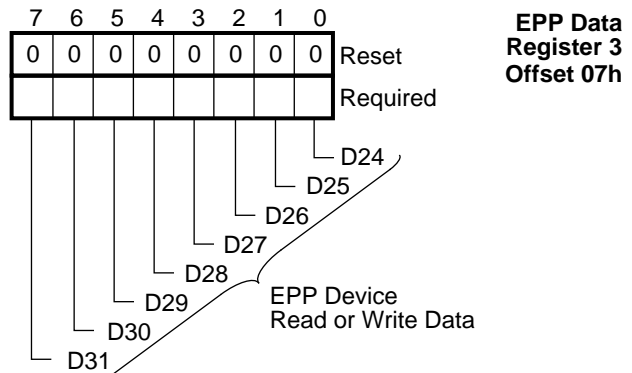 7 6 5 4 3 2 1 0
EPP Data
Register 3
Offset 07h
0 0 0 0 0 0 0 0 Reset
Required
D24
D25
D26
D27
D28
D29
D30
D31
EPP Device
Read or Write Data